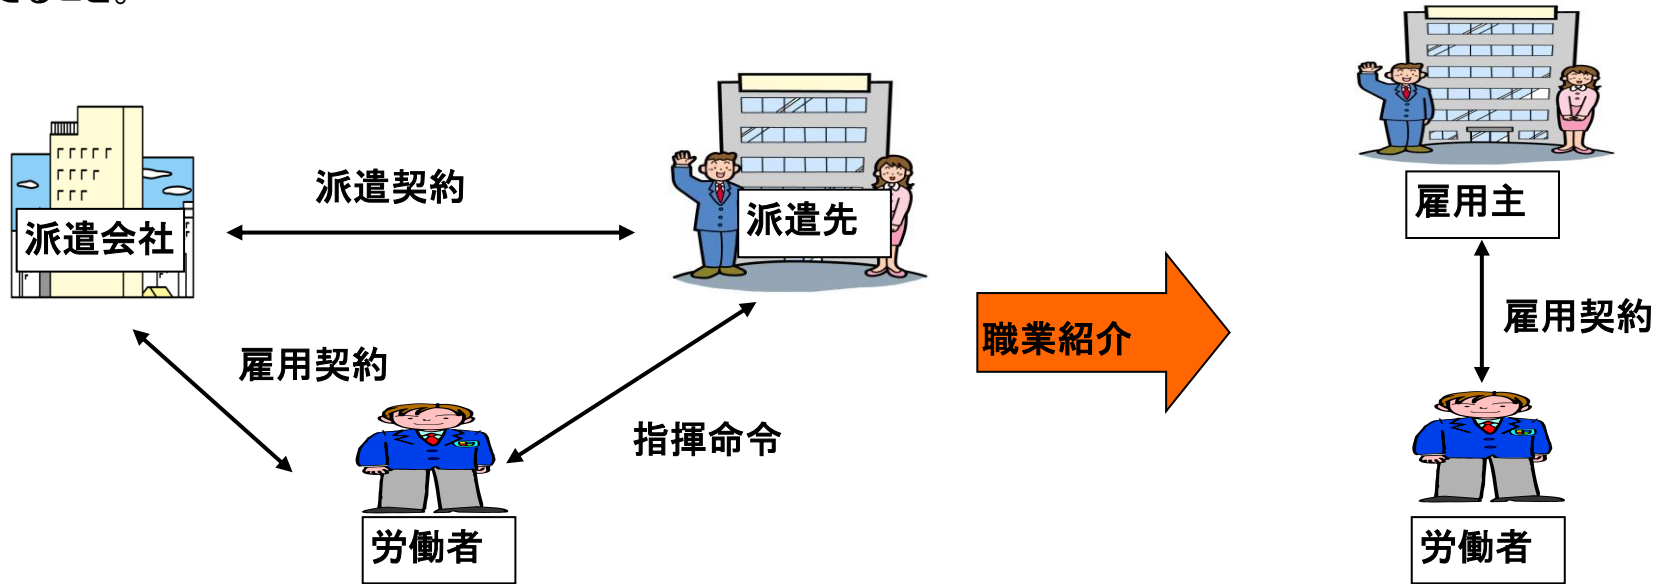 派遣契約
派遣会社
派遣先
雇用契約
指揮命令
労働者
職業紹介
雇用主
雇用契約
労働者